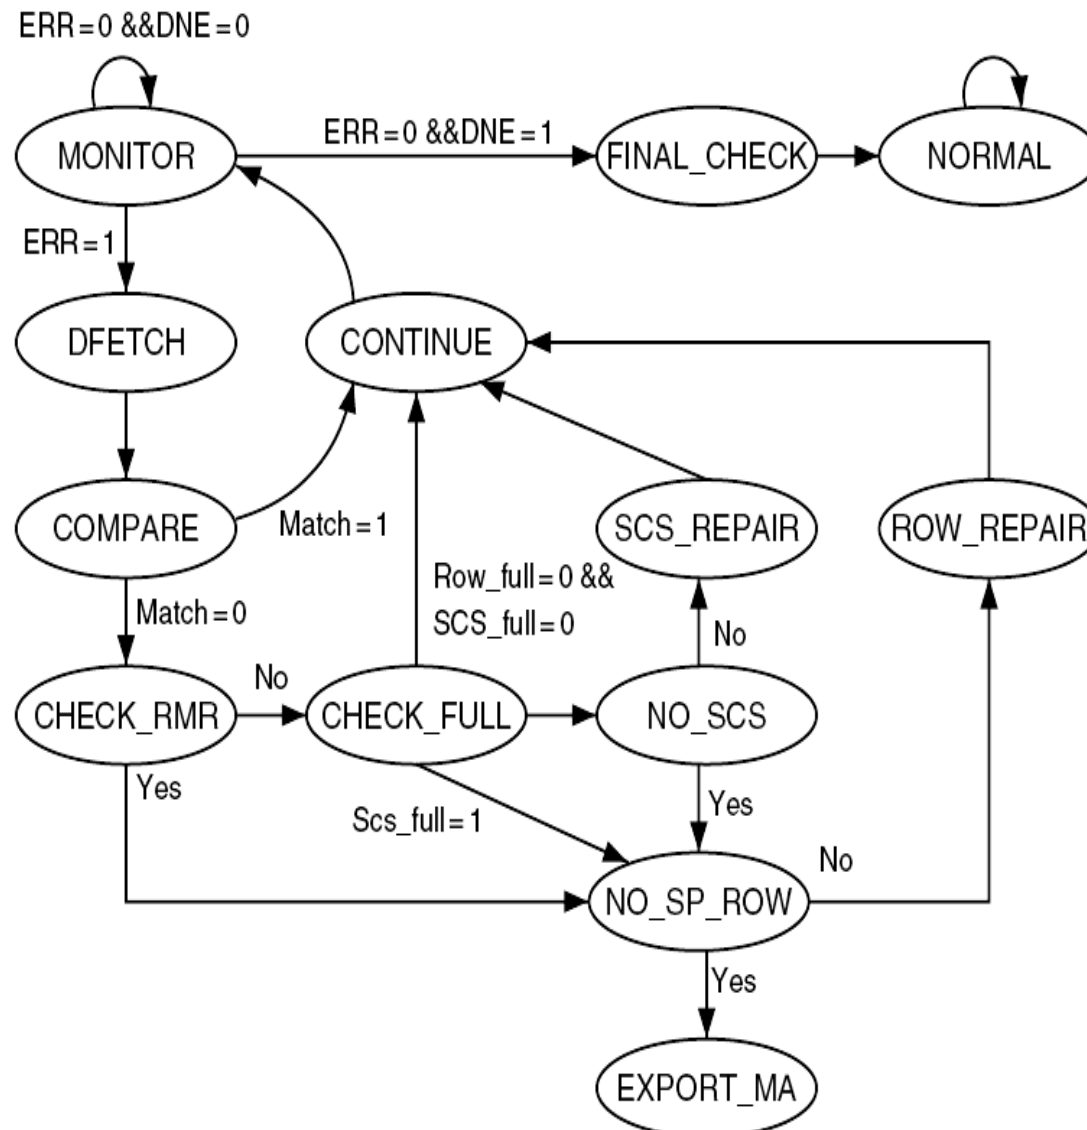 ERR=0 &&DNE=0
MONITOR
ERR=0 &&DNE=1
FINAL_CHECK
NORMAL
ERR=1
DFETCH
CONTINUE
COMPARE
Match=1
SCS_REPAIR
ROW_REPAIR
Row_full=0 &&
SCS_full=0
Match=0
No
No
CHECK_RMR
CHECK_FULL
NO_SCS
Yes
Scs_full=1
Yes
No
NO_SP_ROW
Yes
EXPORT_MA